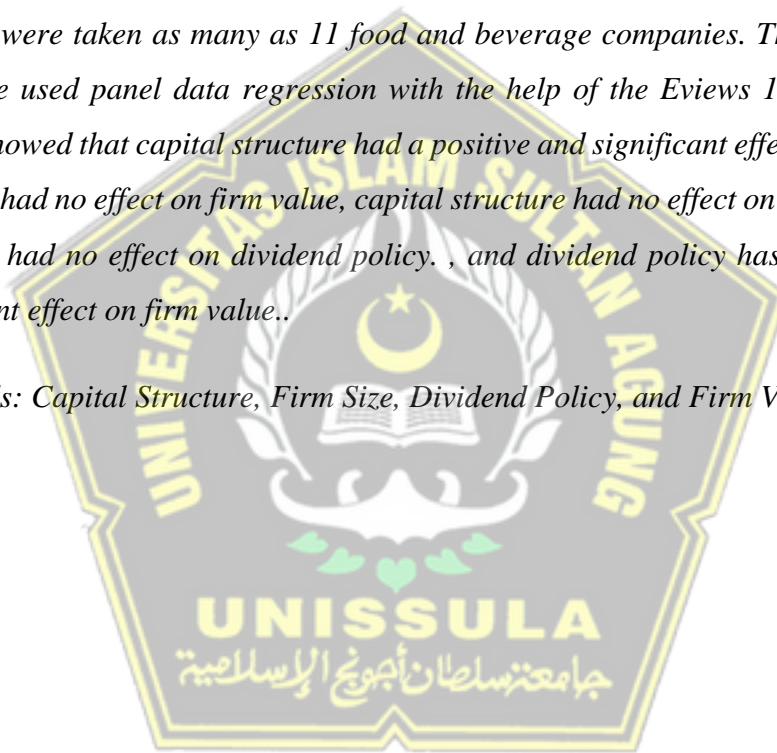 were taken as many as 11 food and beverage companies. Th
e used panel data regression with the help of the Eviews 1
howed that capital structure had a positive and significant effe
had no effect on firm value, capital structure had no effect on
had no effect on dividend policy. , and dividend policy has
nt effect on firm value..
s: Capital Structure, Firm Size, Dividend Policy, and Firm V
UNIVERSITAS ISLAM SULTAN AGUNG
UNISSULA
جامعتسلطان أجونج الإسلامية